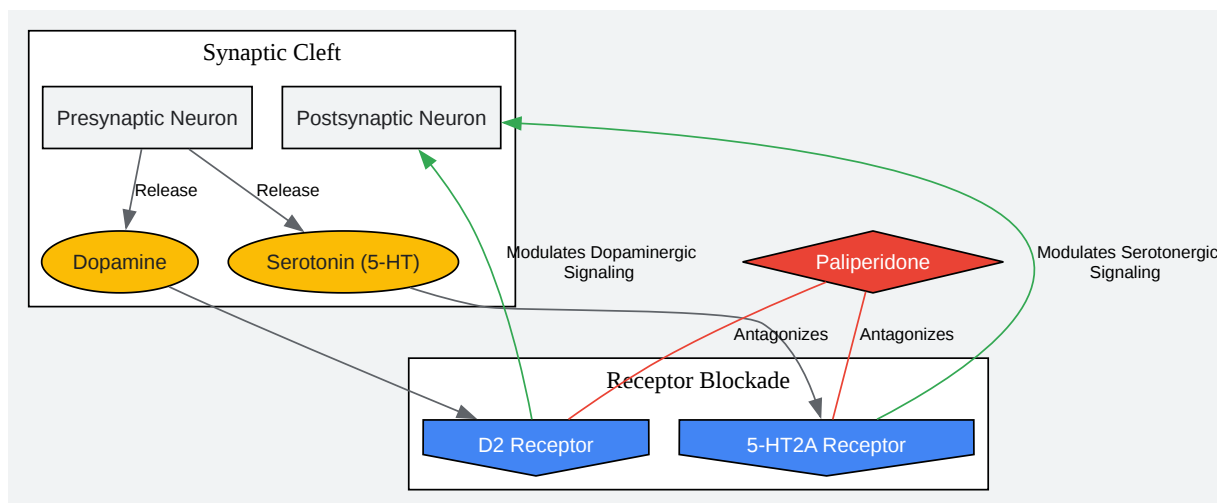 Synaptic Cleft
Presynaptic Neuron
Postsynaptic Neuron
Release
Release
Dopamine
Serotonin (5-HT)
Modulates Dopaminergic
Signaling
Paliperidone
Modulates Serotonergic
Signaling
Antagonizes
Antagonizes
Receptor Blockade
D2 Receptor
5-HT2A Receptor